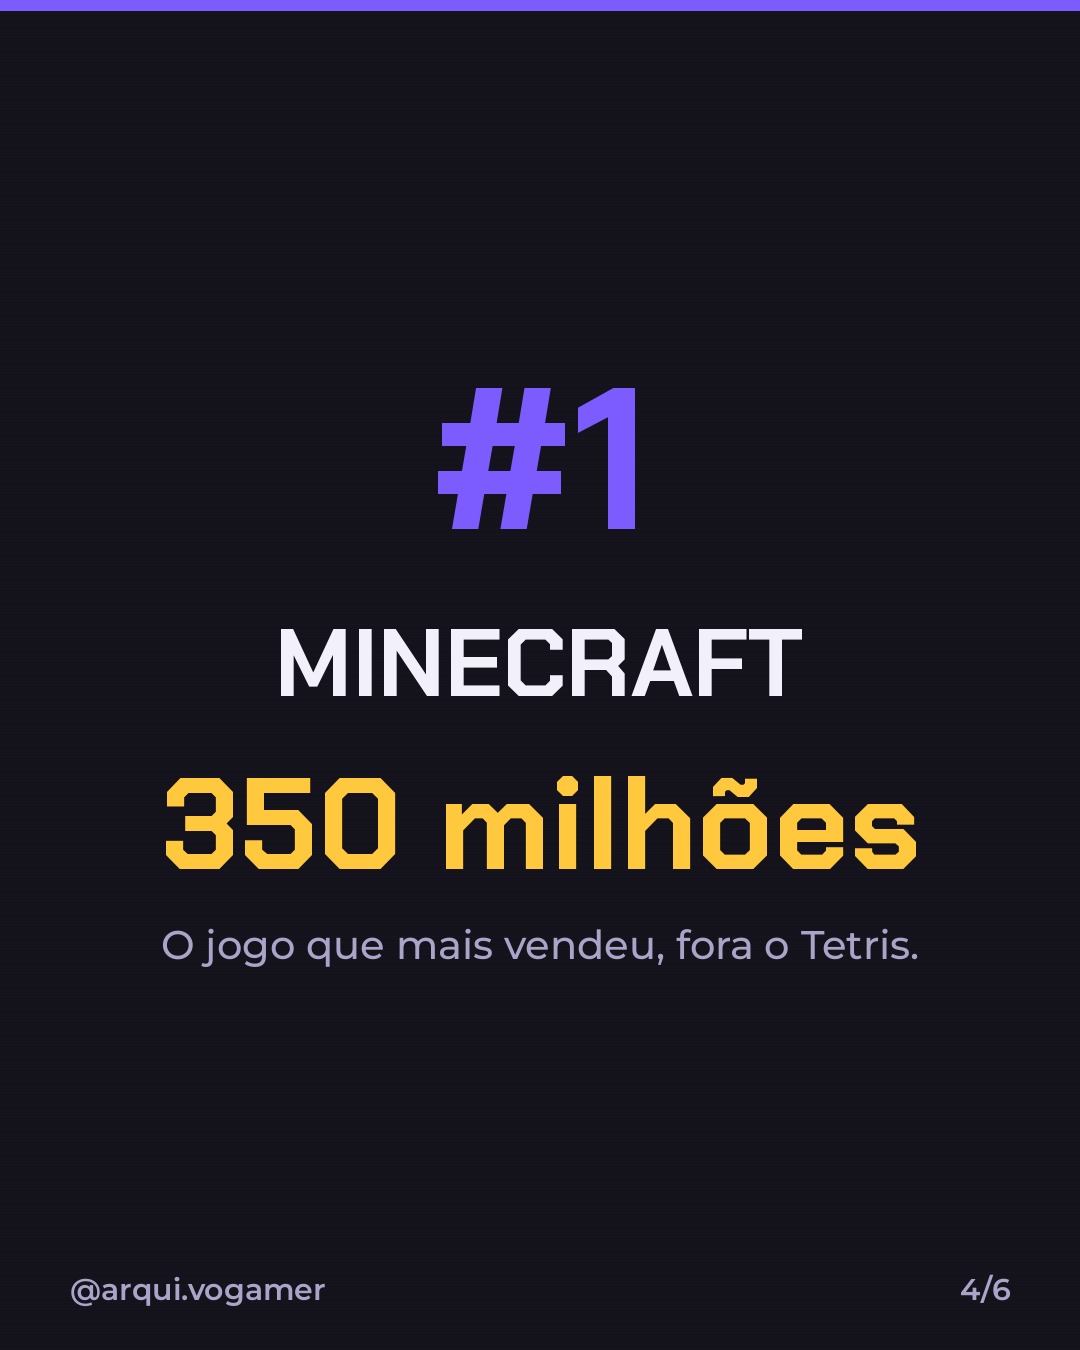 #1
MINECRAFT
350 milhões
O jogo que mais vendeu, fora o Tetris.
@arqui.vogamer
4/6